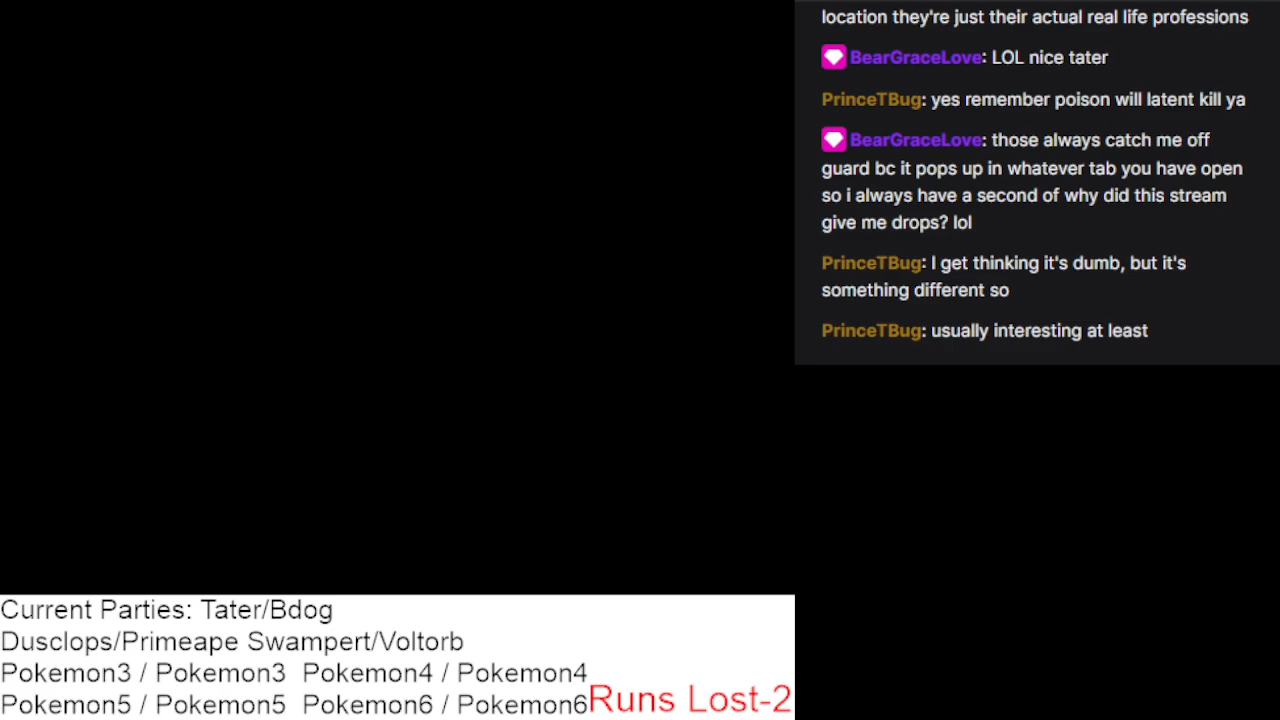 location they're just their actual real life professions
BearGraceLove: LOL nice tater
PrinceTBug: yes remember poison will latent kill ya
BearGraceLove: those always catch me off
guard bc it pops up in whatever tab you have open
so i always have a second of why did this stream
give me drops? lol
PrinceTBug: I get thinking it's dumb, but it's
something different so
PrinceTBug: usually interesting at least
Current Parties: Tater/Bdog
Dusclops/Primeape Swampert/Voltorb
Pokemon3 / Pokemon3 Pokemon4 / Pokemon4
Pokemon5 / Pokemon5 Pokemon6 / Pokemon6
Runs Lost-2